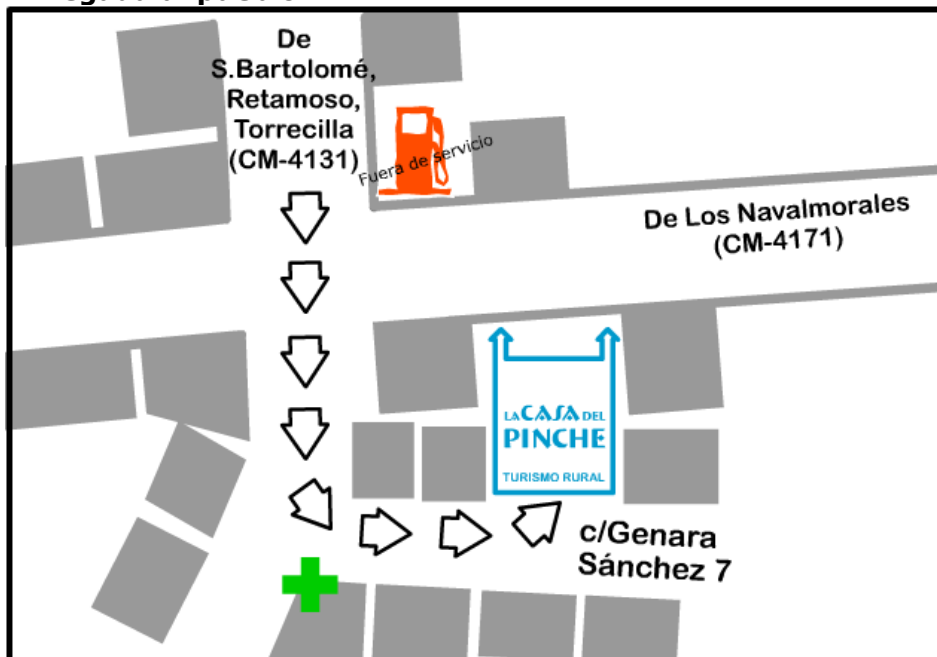 De
S.Bartolomé,
Retamoso,
Torrecilla
(CM-4131)
Fuera de servicio
De Los Navalmorales
(CM-4171)
LA CASA DEL
PINCHE
TURISMO RURAL
c/Genara
Sánchez 7